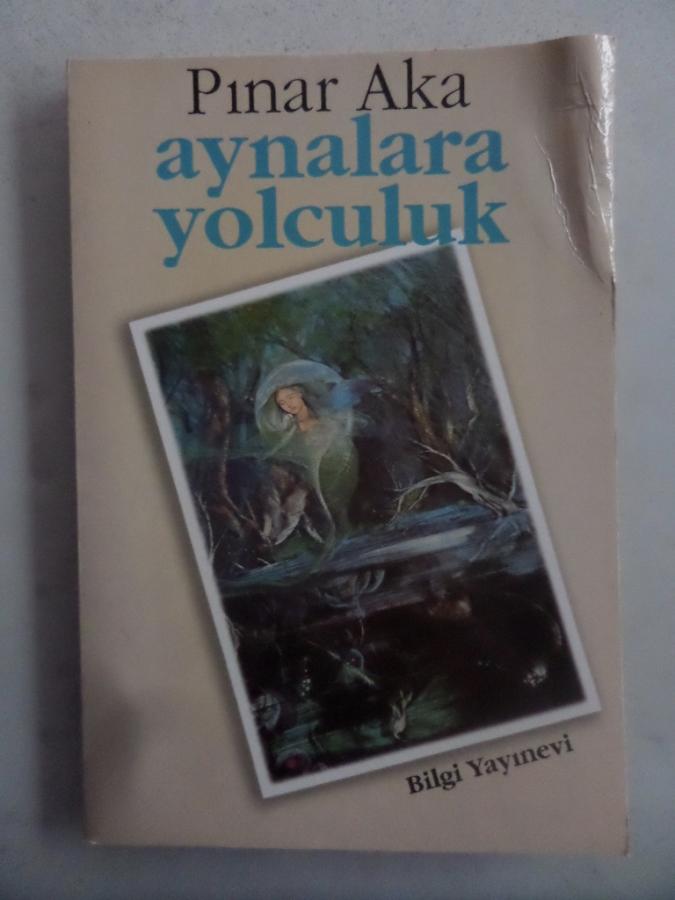 Pınar Aka
aynalara
yolculuk
Bilgi Yayınevi